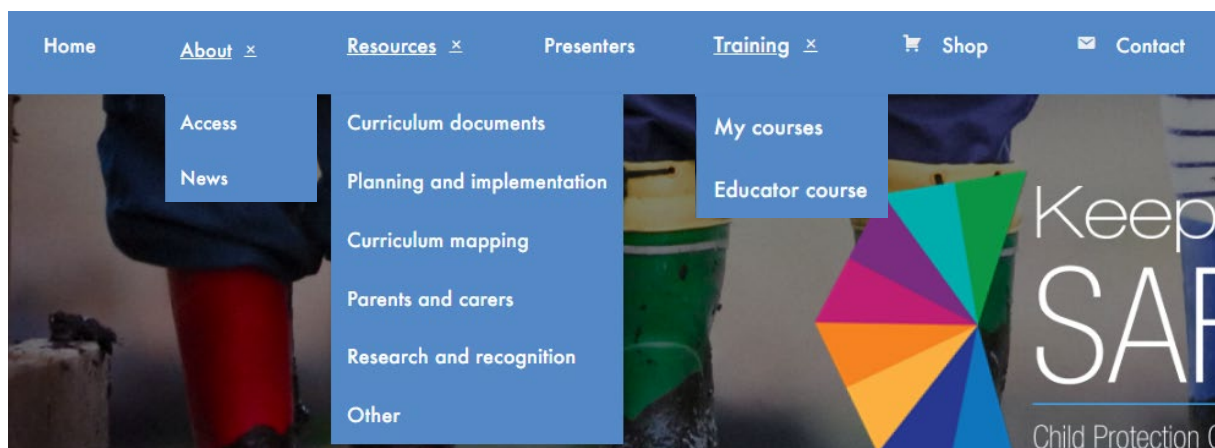 Home
About ×
Resources ×
Presenters
Training ×
Shop
Contact
Access
News
Curriculum documents
Planning and implementation
Curriculum mapping
Parents and carers
Research and recognition
Other
My courses
Educator course
Keep
SAF
Child Protection